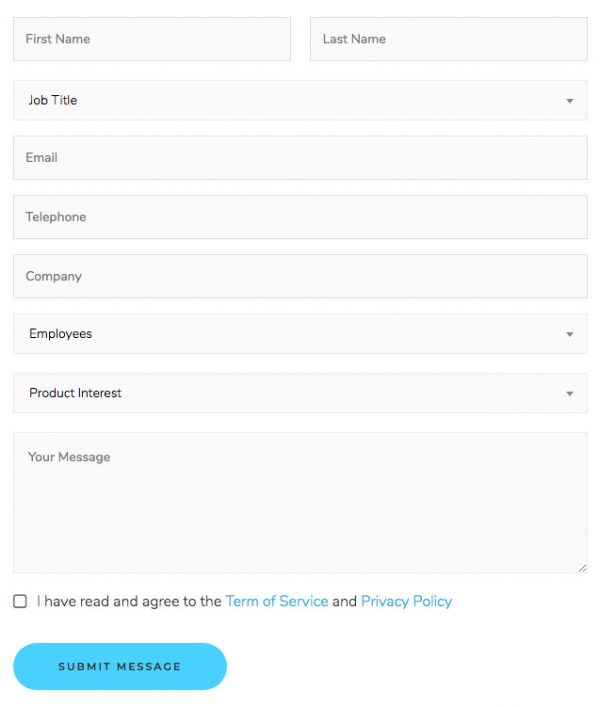 First Name Last Name
Job Title
Email
Telephone
Company
Employees
Product Interest
Your Message
I have read and agree to the Term of Service and Privacy Policy
SUBMIT MESSAGE